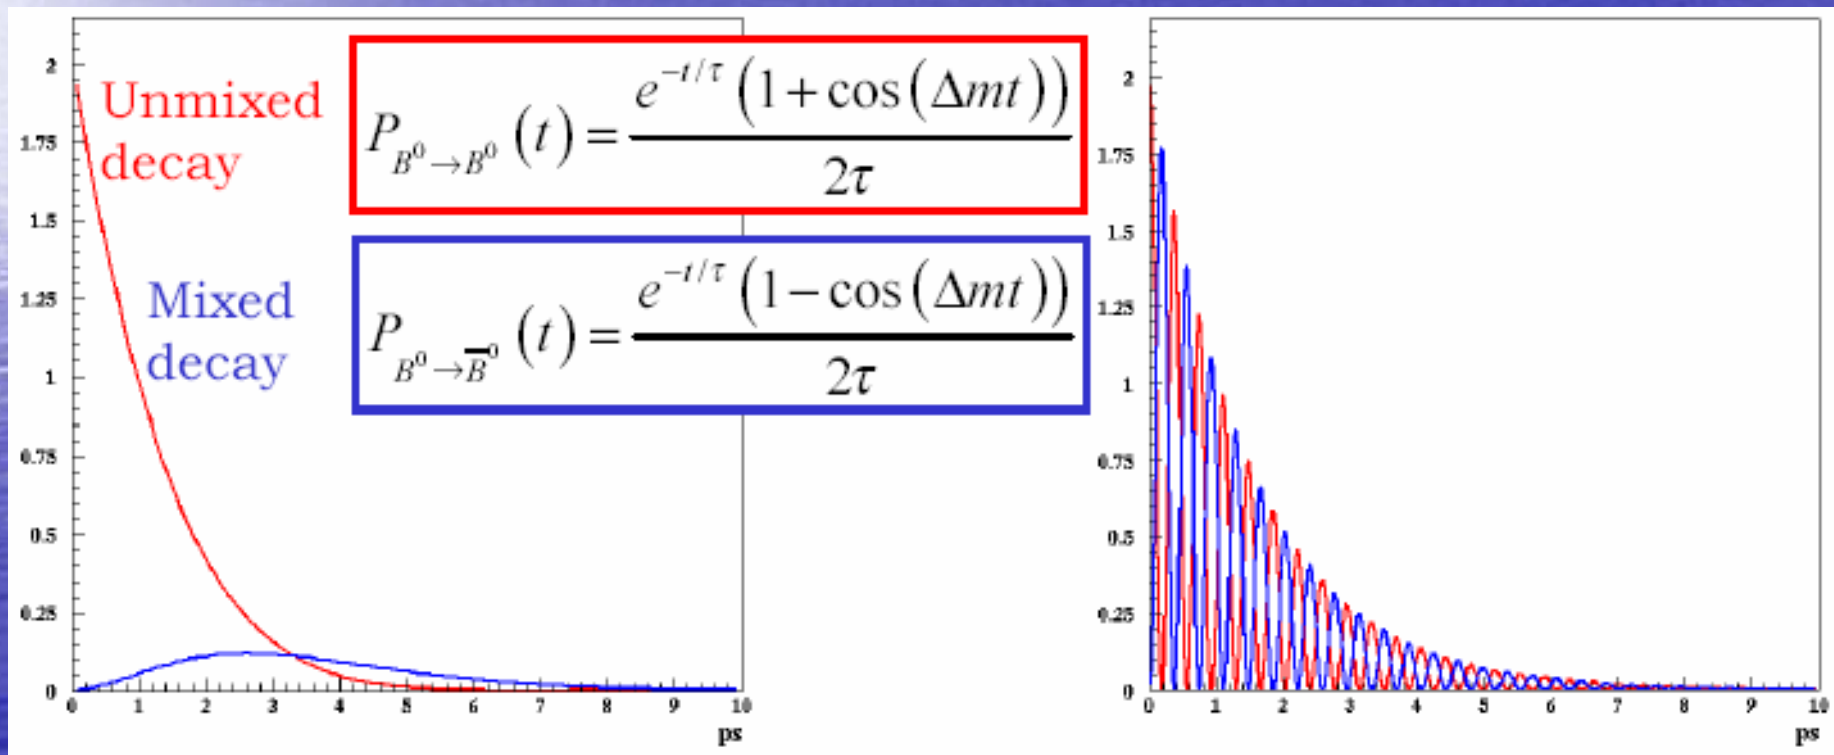 Unmixed
decay
P_{B^0→B^0}(t) = e^{-t/τ}(1+cos(Δmt)) / 2τ
Mixed
decay
P_{B^0→\overline{B}^0}(t) = e^{-t/τ}(1−cos(Δmt)) / 2τ
2
1.75
1.5
1.25
1
0.75
0.5
0.25
0
0 1 2 3 4 5 6 7 8 9 10
ps
2
1.75
1.5
1.25
1
0.75
0.5
0.25
0
0 1 2 3 4 5 6 7 8 9 10
ps